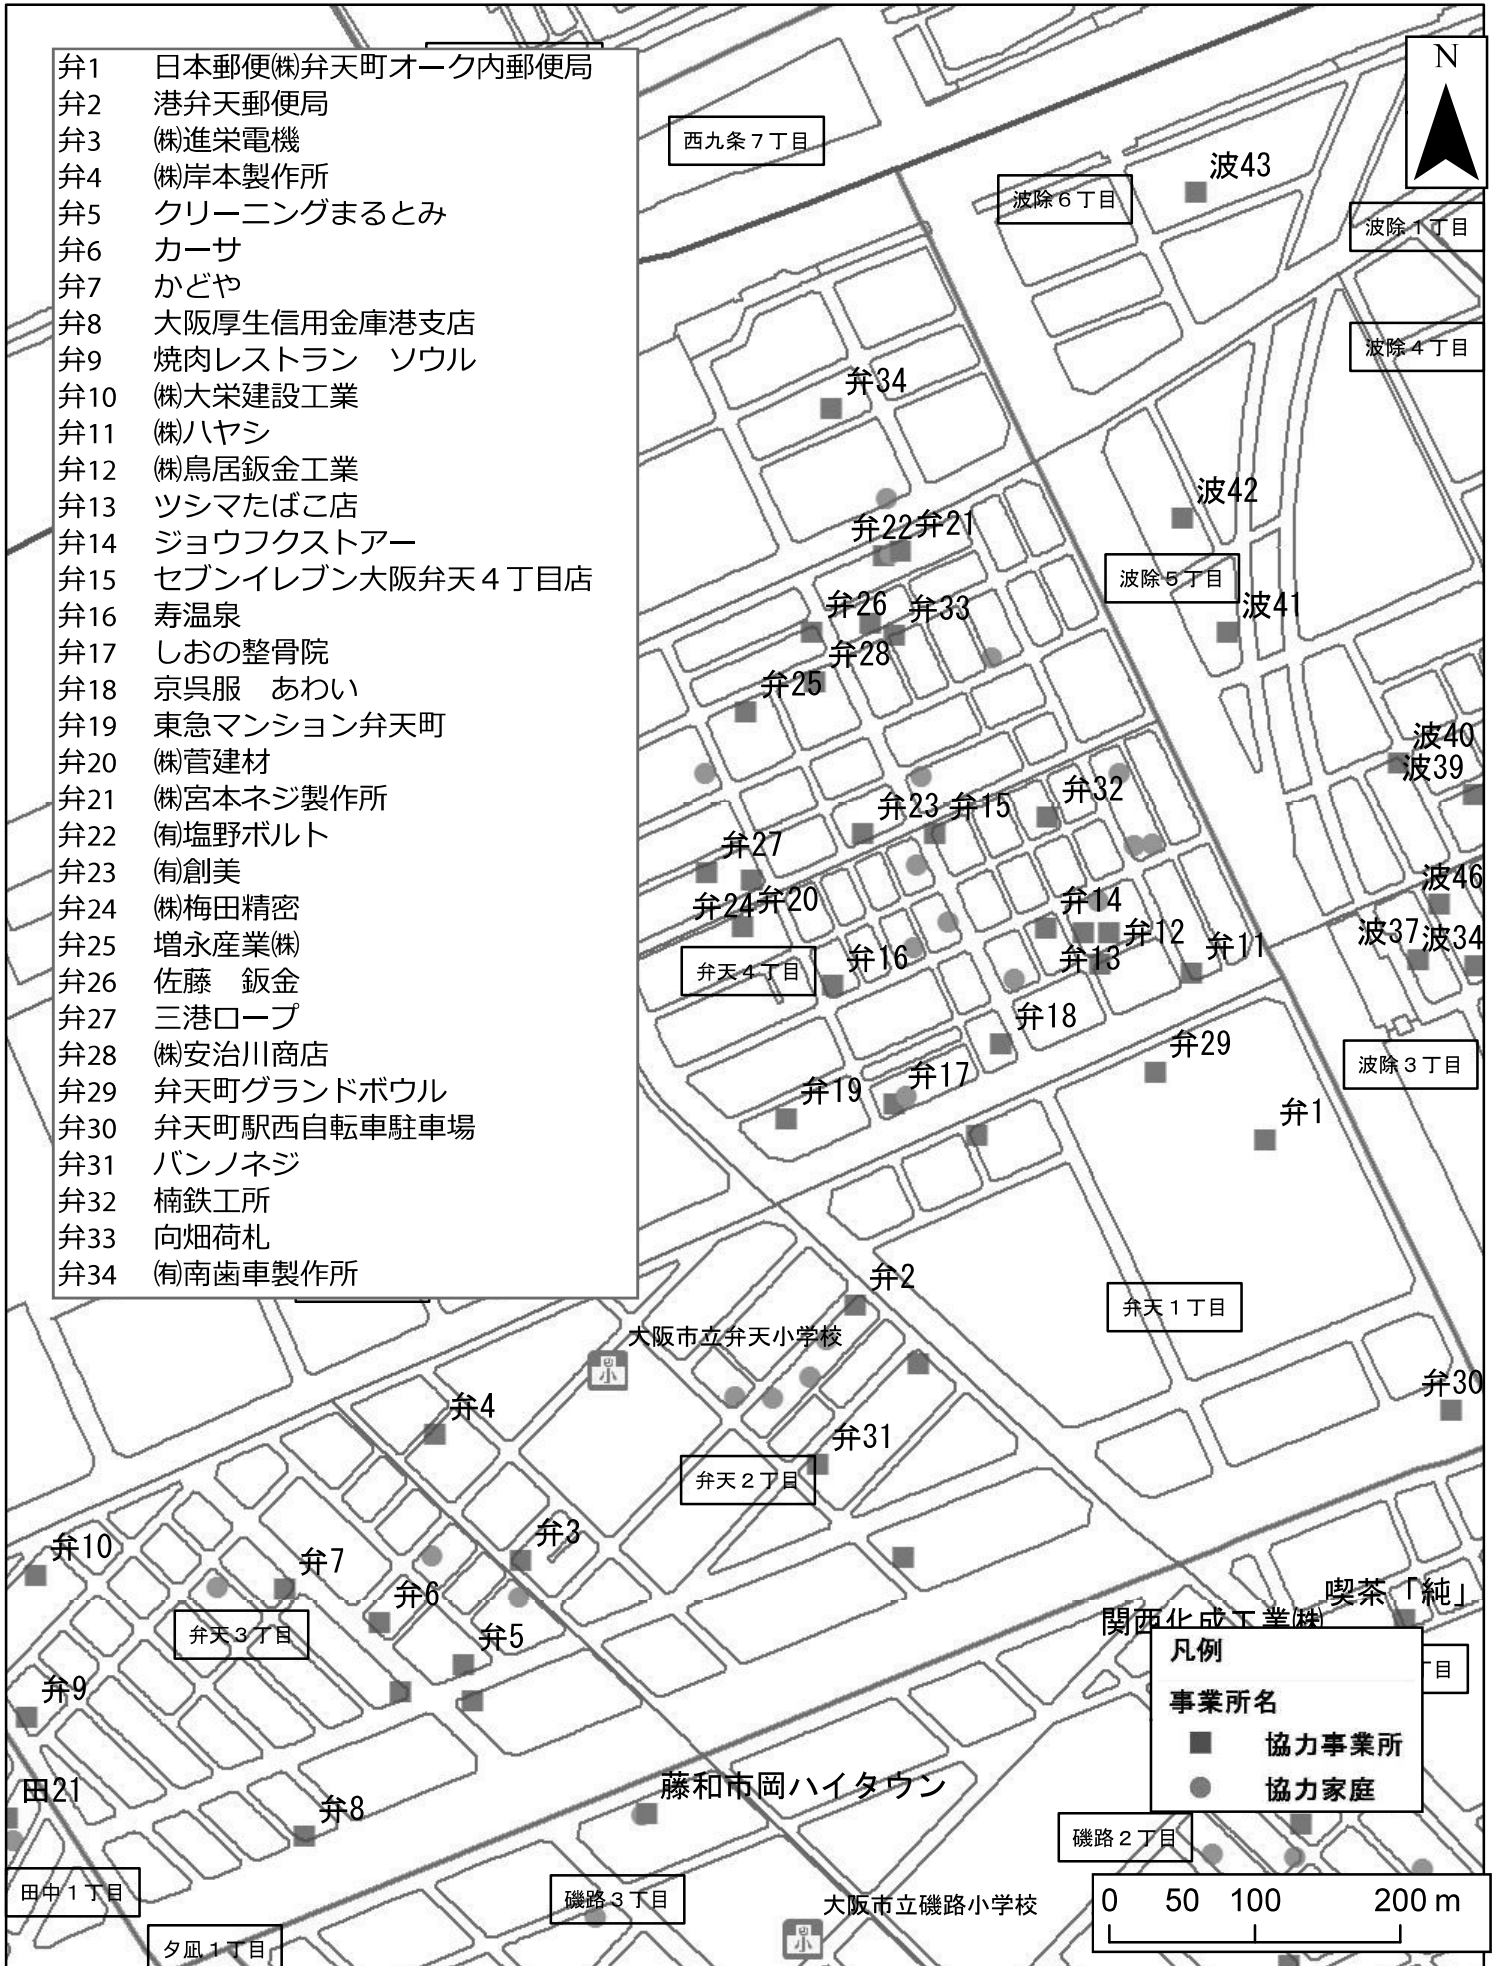 弁1 日本郵便㈱弁天町オーク内郵便局
弁2 港弁天郵便局
弁3 ㈱進栄電機
弁4 ㈱岸本製作所
弁5 クリーニングまるとみ
弁6 カーサ
弁7 かどや
弁8 大阪厚生信用金庫港支店
弁9 焼肉レストラン　ソウル
弁10 ㈱大栄建設工業
弁11 ㈱ハヤシ
弁12 ㈱鳥居鈑金工業
弁13 ツシマたばこ店
弁14 ジョウフクストアー
弁15 セブンイレブン大阪弁天４丁目店
弁16 寿温泉
弁17 しおの整骨院
弁18 京呉服　あわい
弁19 東急マンション弁天町
弁20 ㈱菅建材
弁21 ㈱宮本ネジ製作所
弁22 ㈲塩野ボルト
弁23 ㈲創美
弁24 ㈱梅田精密
弁25 増永産業㈱
弁26 佐藤　鈑金
弁27 三港ロープ
弁28 ㈱安治川商店
弁29 弁天町グランドボウル
弁30 弁天町駅西自転車駐車場
弁31 バンノネジ
弁32 楠鉄工所
弁33 向畑荷札
弁34 ㈲南歯車製作所
N
西九条７丁目
波43
波除６丁目
波除１丁目
波除４丁目
弁34
波42
弁22
弁21
波除５丁目
波41
弁26
弁33
弁28
弁25
波40
波39
弁32
弁23
弁15
弁27
波46
弁24
弁20
弁14
弁12
弁13
弁11
波37
波34
弁天４丁目
弁16
弁18
弁29
波除３丁目
弁19
弁17
弁1
弁2
弁天１丁目
大阪市立弁天小学校
小
弁30
弁4
弁31
弁天２丁目
弁3
弁10
弁7
弁6
弁天３丁目
弁5
喫茶「純」
関西化成工業㈱
丁目
弁9
凡例
事業所名
協力事業所
協力家庭
田21
弁8
藤和市岡ハイタウン
磯路２丁目
田中１丁目
磯路３丁目
大阪市立磯路小学校
小
夕凪１丁目
0 50 100 200 m